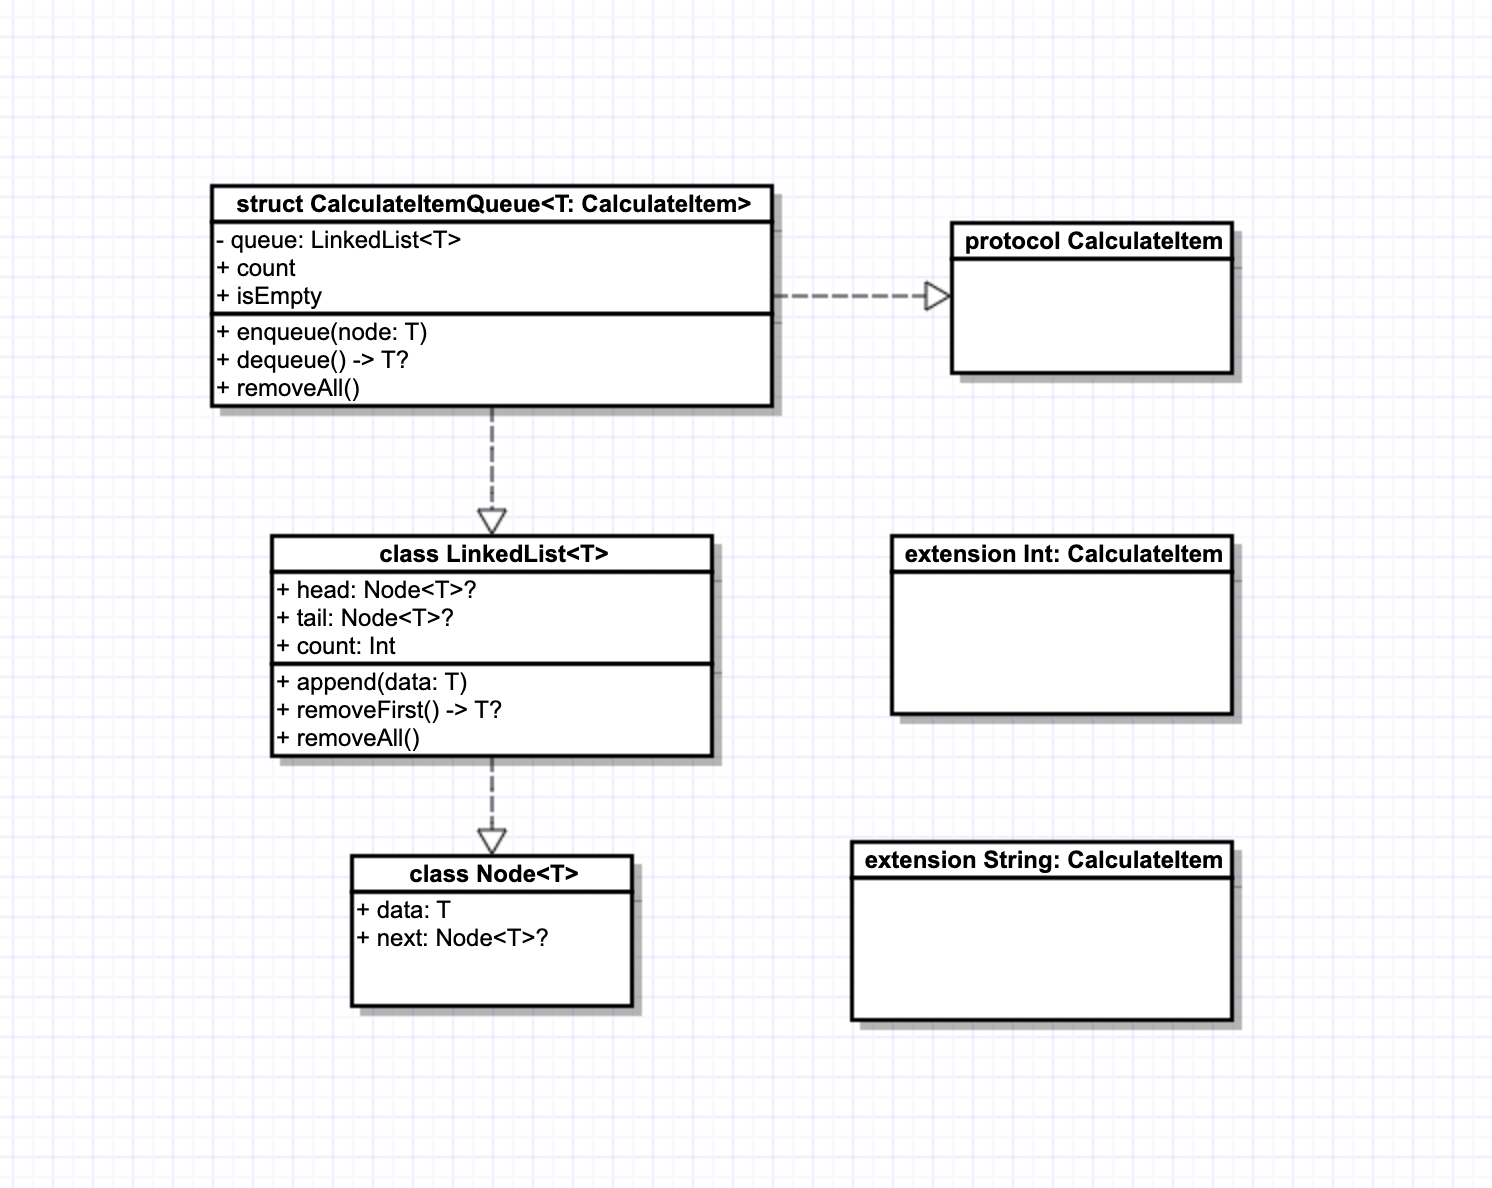 struct CalculateItemQueue<T: CalculateItem>
- queue: LinkedList<T>
+ count
+ isEmpty
+ enqueue(node: T)
+ dequeue() -> T?
+ removeAll()
protocol CalculateItem
class LinkedList<T>
+ head: Node<T>?
+ tail: Node<T>?
+ count: Int
+ append(data: T)
+ removeFirst() -> T?
+ removeAll()
extension Int: CalculateItem
class Node<T>
+ data: T
+ next: Node<T>?
extension String: CalculateItem